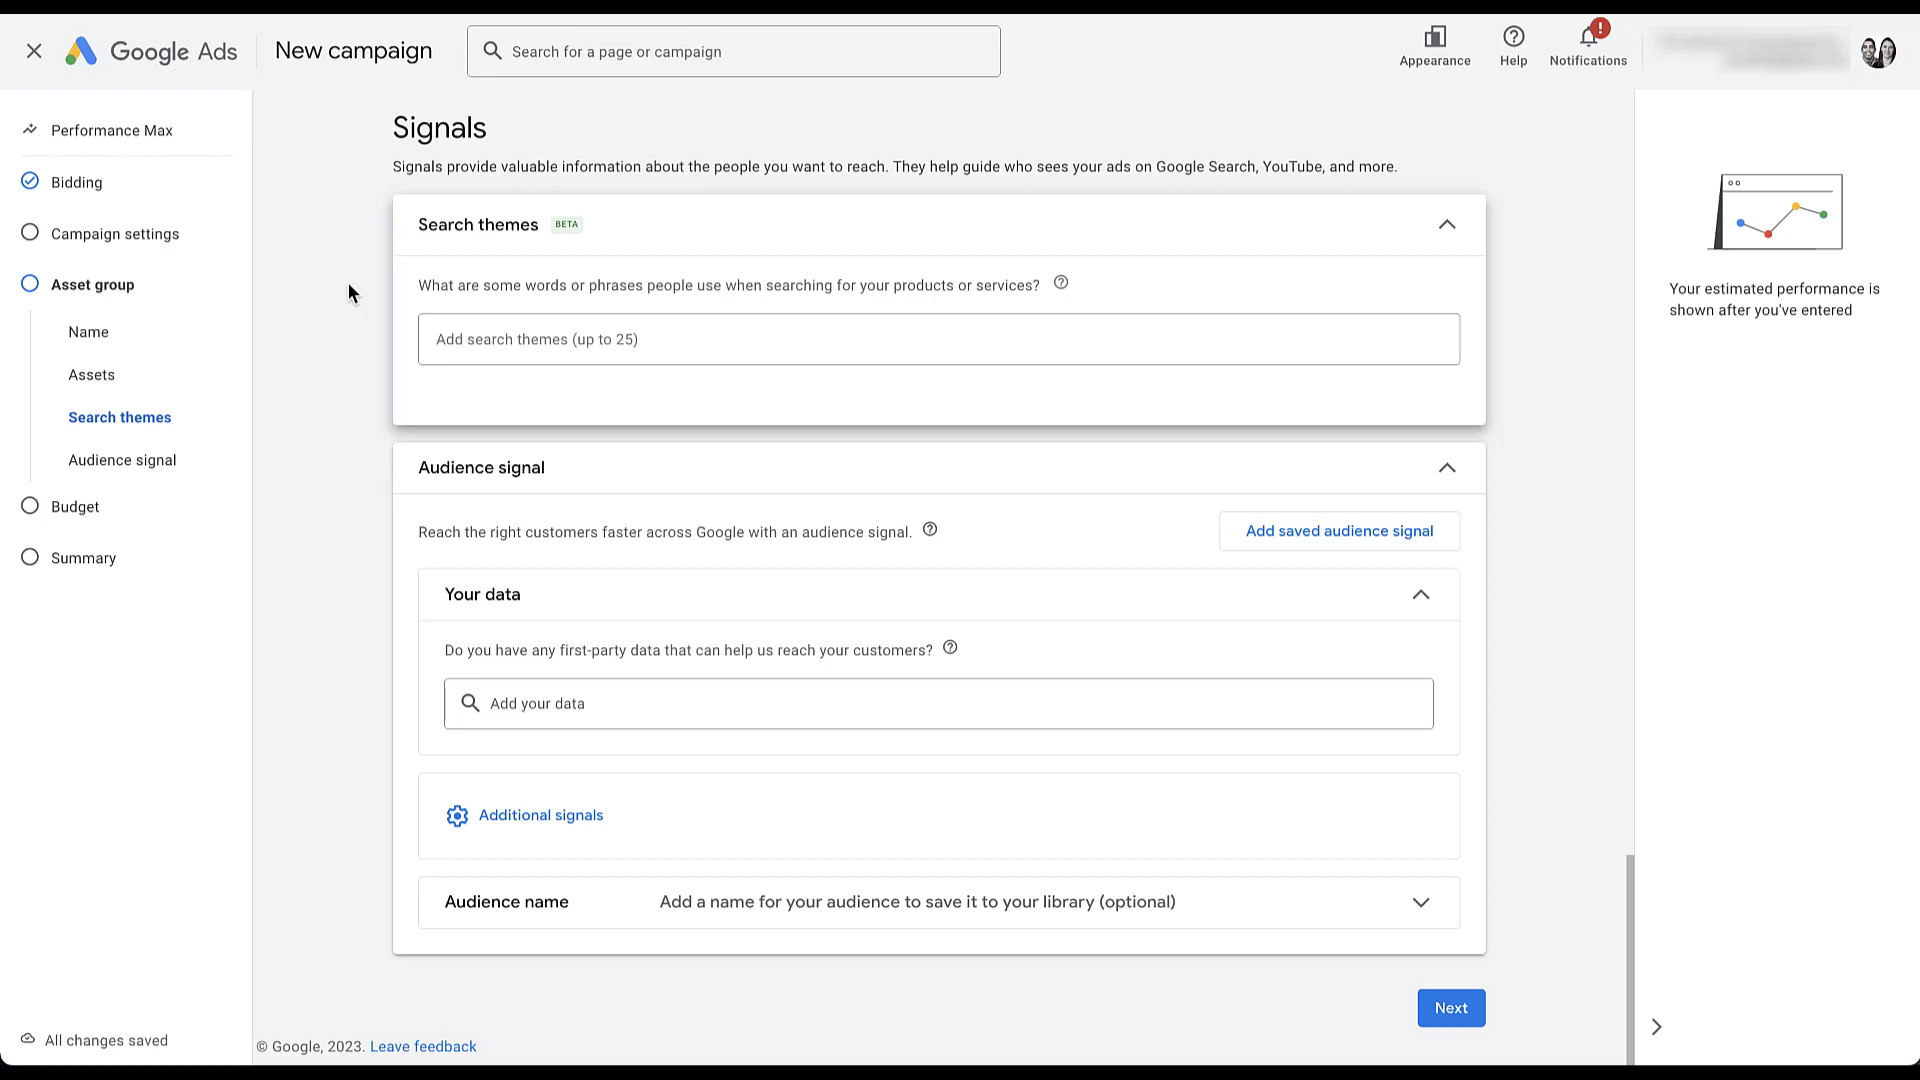 Google Ads
New campaign
Search for a page or campaign
Appearance
Help
!
Notifications
Performance Max
Bidding
Campaign settings
Asset group
Name
Assets
Search themes
Audience signal
Budget
Summary
All changes saved
Signals
Signals provide valuable information about the people you want to reach. They help guide who sees your ads on Google Search, YouTube, and more.
Search themes BETA
What are some words or phrases people use when searching for your products or services?
Add search themes (up to 25)
Audience signal
Reach the right customers faster across Google with an audience signal.
Add saved audience signal
Your data
Do you have any first-party data that can help us reach your customers?
Add your data
Additional signals
Audience name Add a name for your audience to save it to your library (optional)
Next
© Google, 2023. Leave feedback
Your estimated performance is
shown after you've entered